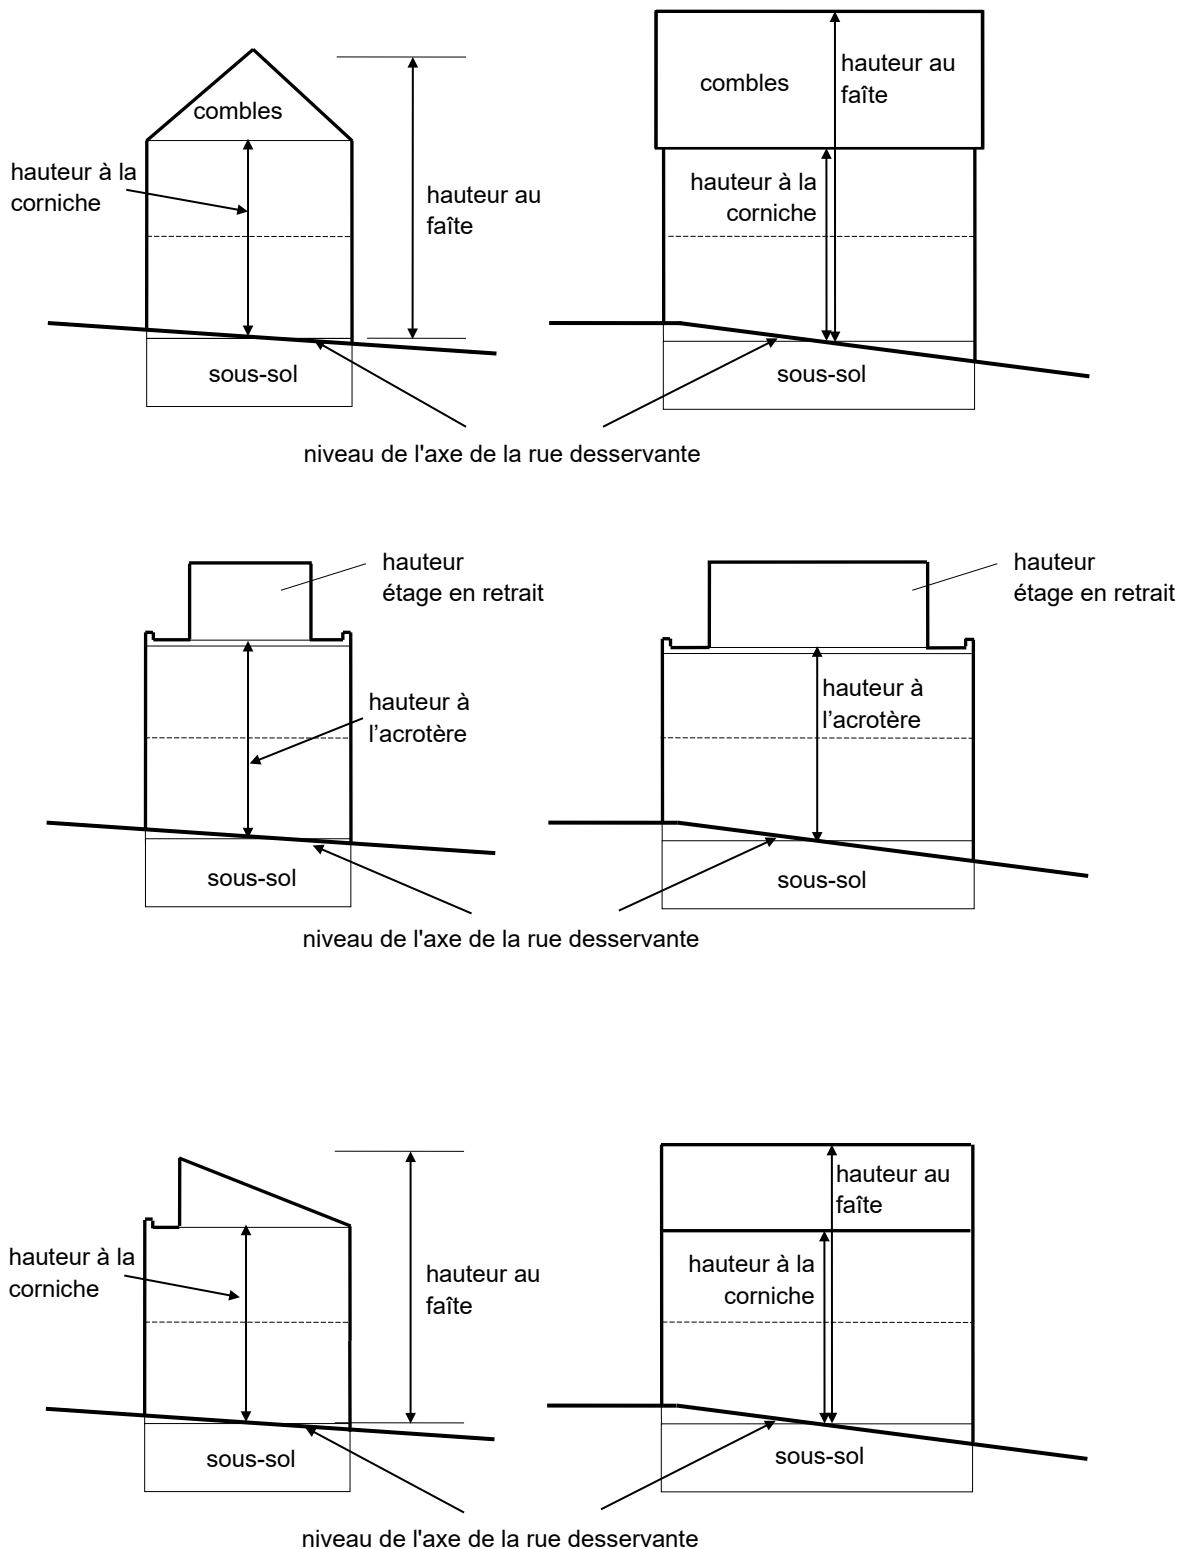 combles
hauteur à la
corniche
hauteur au
faîte
sous-sol
combles
hauteur au
faîte
hauteur à la
corniche
sous-sol
niveau de l'axe de la rue desservante
hauteur
étage en retrait
hauteur à
l’acrotère
sous-sol
hauteur
étage en retrait
hauteur à
l’acrotère
sous-sol
niveau de l'axe de la rue desservante
hauteur à la
corniche
hauteur au
faîte
sous-sol
hauteur au
faîte
hauteur à la
corniche
sous-sol
niveau de l'axe de la rue desservante